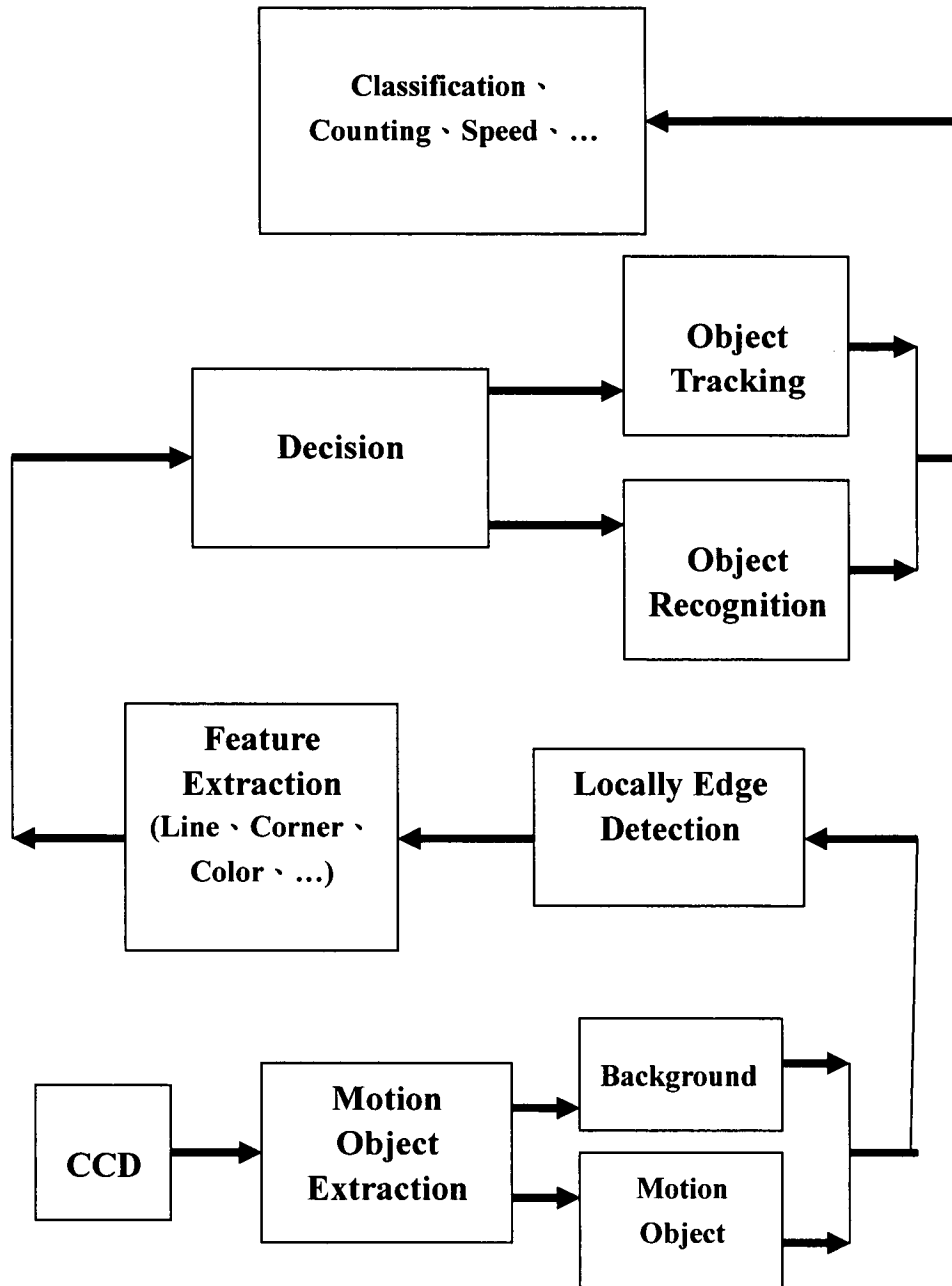 Classification、
Counting、Speed、…
Object
Tracking
Decision
Object
Recognition
Feature
Extraction
(Line、Corner、
Color、…)
Locally Edge
Detection
Background
Motion
Object
Extraction
CCD
Motion
Object